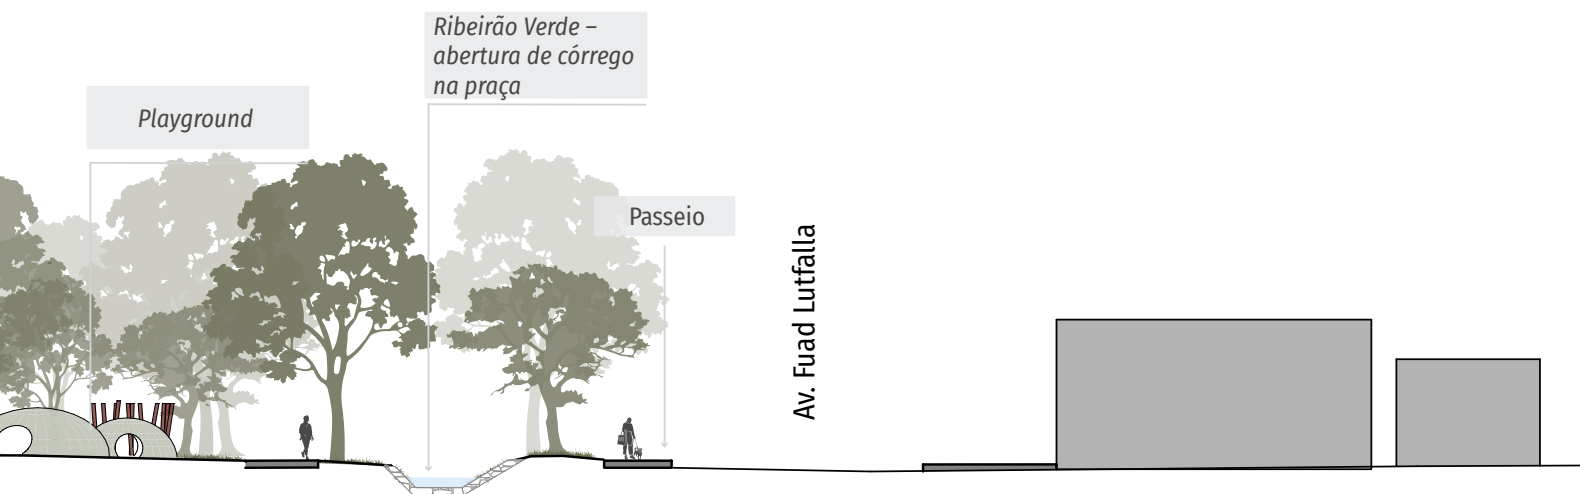 Ribeirão Verde –
abertura de córrego
na praça
Playground
Passeio
Av. Fuad Lutfalla